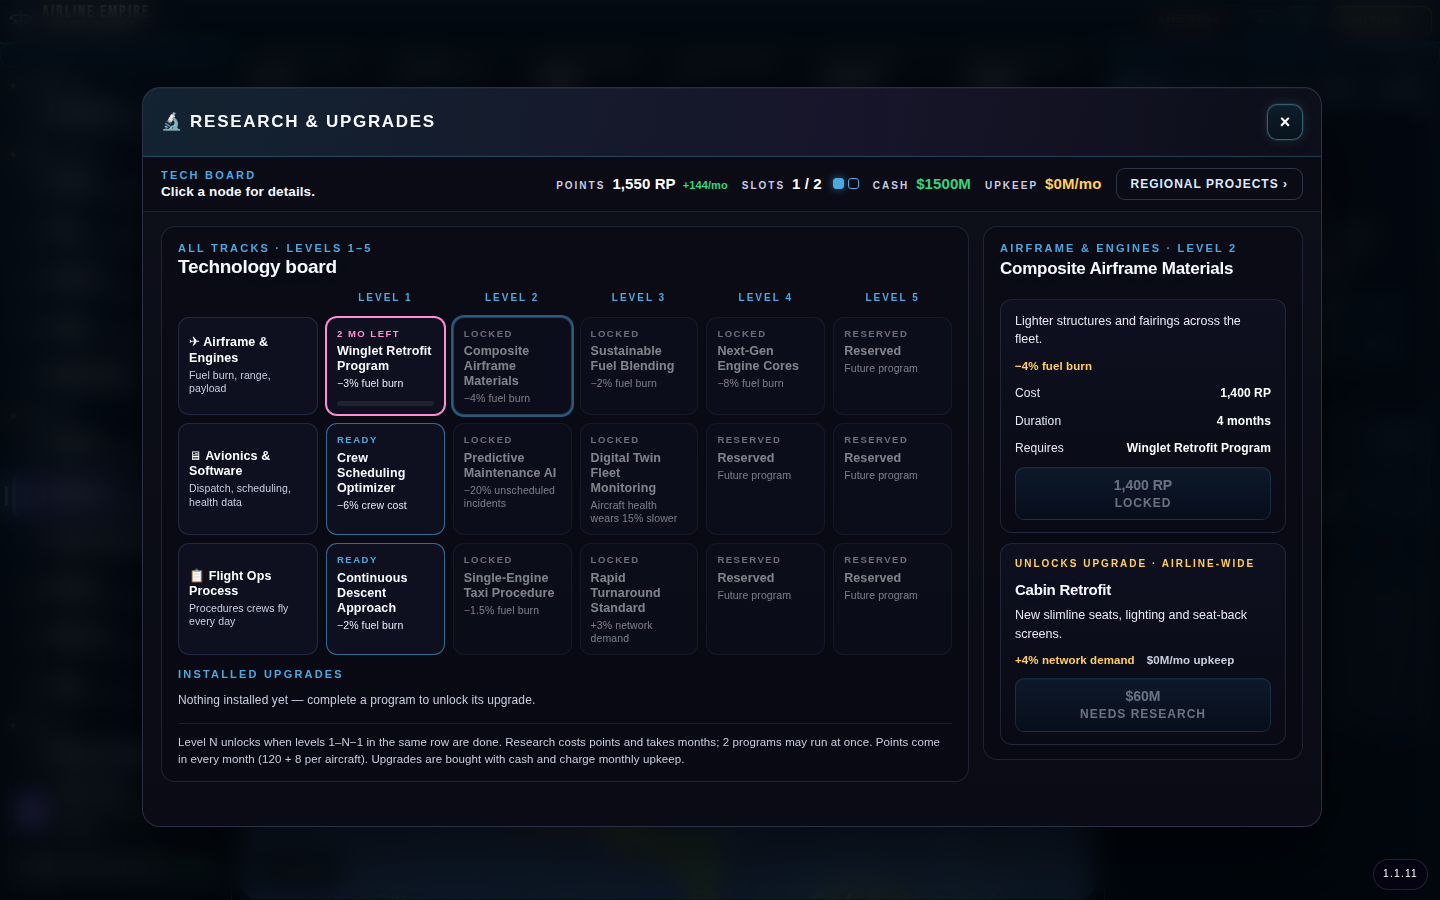 AIRLINE EMPIRE
🔬 RESEARCH & UPGRADES
×
TECH BOARD
Click a node for details.
POINTS 1,550 RP +144/mo SLOTS 1 / 2 CASH $1500M UPKEEP $0M/mo REGIONAL PROJECTS ›
ALL TRACKS · LEVELS 1–5
Technology board
LEVEL 1 LEVEL 2 LEVEL 3 LEVEL 4 LEVEL 5
✈ Airframe &
Engines
Fuel burn, range,
payload
2 MO LEFT
Winglet Retrofit
Program
−3% fuel burn
LOCKED
Composite
Airframe
Materials
−4% fuel burn
LOCKED
Sustainable
Fuel Blending
−2% fuel burn
LOCKED
Next-Gen
Engine Cores
−8% fuel burn
RESERVED
Reserved
Future program
🖥 Avionics &
Software
Dispatch, scheduling,
health data
READY
Crew
Scheduling
Optimizer
−6% crew cost
LOCKED
Predictive
Maintenance AI
−20% unscheduled
incidents
LOCKED
Digital Twin
Fleet
Monitoring
Aircraft health
wears 15% slower
RESERVED
Reserved
Future program
RESERVED
Reserved
Future program
📋 Flight Ops
Process
Procedures crews fly
every day
READY
Continuous
Descent
Approach
−2% fuel burn
LOCKED
Single-Engine
Taxi Procedure
−1.5% fuel burn
LOCKED
Rapid
Turnaround
Standard
+3% network
demand
RESERVED
Reserved
Future program
RESERVED
Reserved
Future program
INSTALLED UPGRADES
Nothing installed yet — complete a program to unlock its upgrade.
Level N unlocks when levels 1–N−1 in the same row are done. Research costs points and takes months; 2 programs may run at once. Points come
in every month (120 + 8 per aircraft). Upgrades are bought with cash and charge monthly upkeep.
AIRFRAME & ENGINES · LEVEL 2
Composite Airframe Materials
Lighter structures and fairings across the
fleet.
−4% fuel burn
Cost 1,400 RP
Duration 4 months
Requires Winglet Retrofit Program
1,400 RP
LOCKED
UNLOCKS UPGRADE · AIRLINE-WIDE
Cabin Retrofit
New slimline seats, lighting and seat-back
screens.
+4% network demand $0M/mo upkeep
$60M
NEEDS RESEARCH
1.1.11